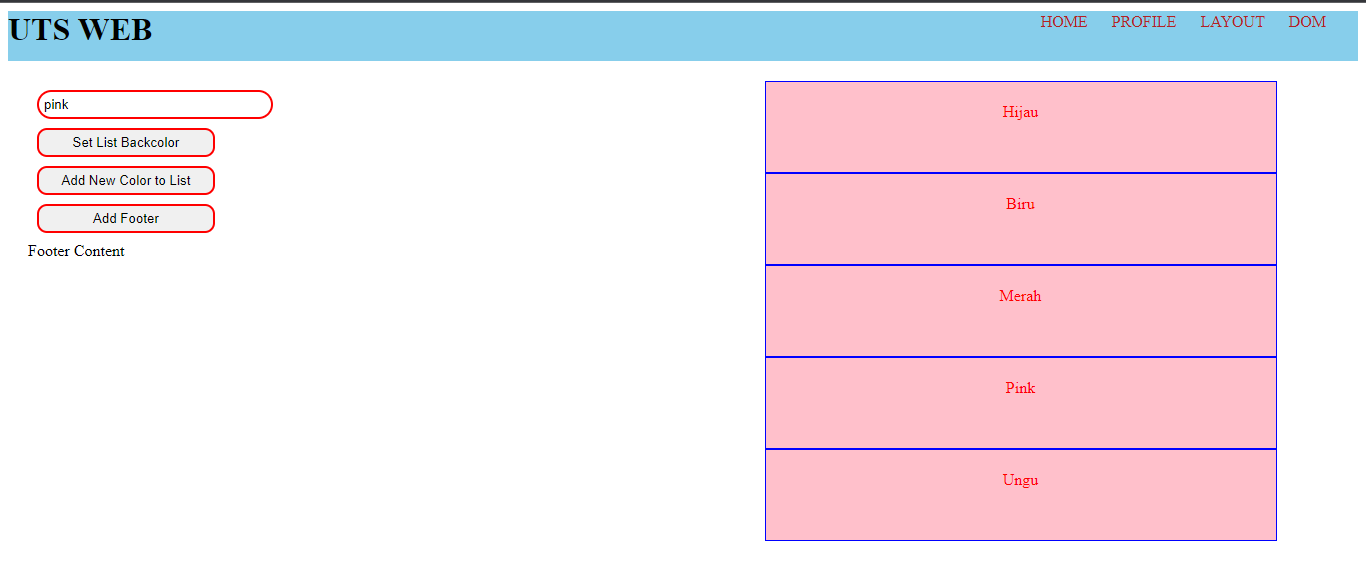 UTS WEB
HOME PROFILE LAYOUT DOM
pink
Set List Backcolor
Add New Color to List
Add Footer
Footer Content
Hijau
Biru
Merah
Pink
Ungu